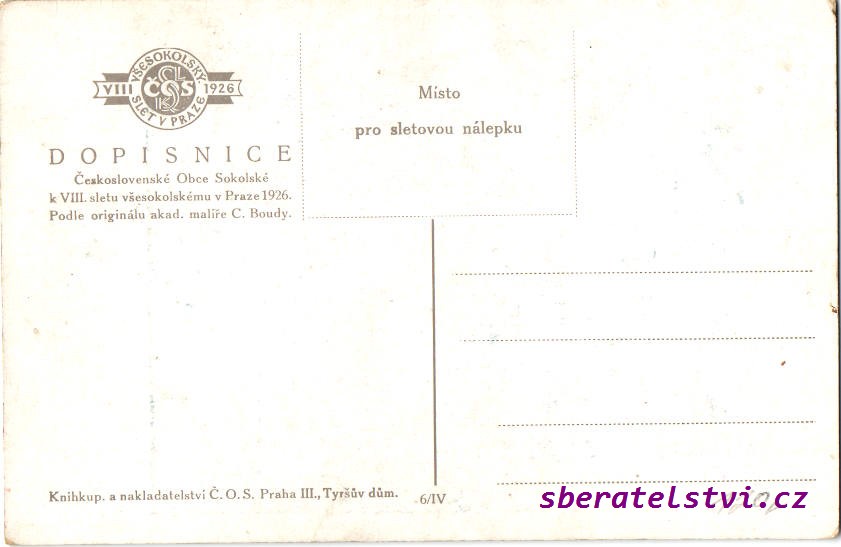 VŠESOKOLSKÝ
VIII ČOS 1926
SLET V PRAZE
DOPISNICE
Československé Obce Sokolské
k VIII. sletu všesokolskému v Praze 1926.
Podle originálu akad. malíře C. Boudy.
Místo
pro sletovou nálepku
Knihkup. a nakladatelství Č. O. S. Praha III., Tyršův dům.
6/IV
sberatelstvi.cz